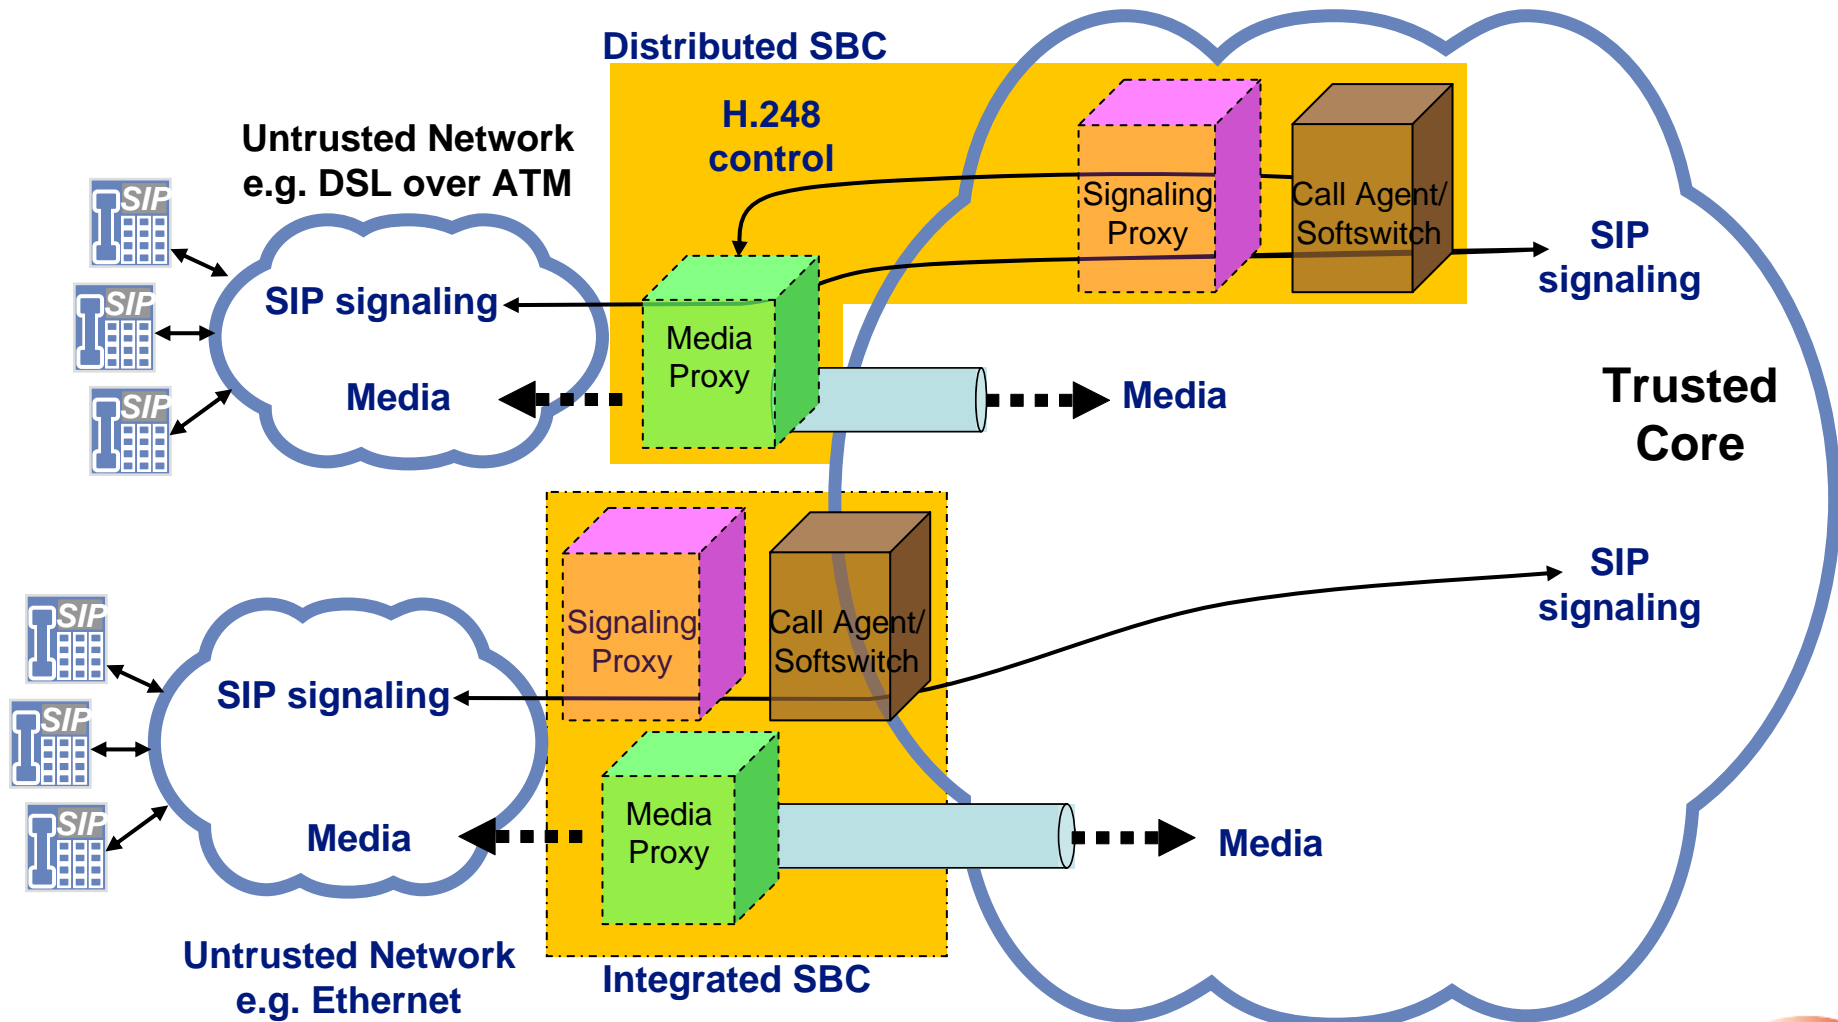 Distributed SBC
H.248
control
Untrusted Network
e.g. DSL over ATM
SIP
SIP
SIP
SIP signaling
Media
Media
Proxy
Signaling
Proxy
Call Agent/
Softswitch
SIP
signaling
Media
Trusted
Core
Signaling
Proxy
Call Agent/
Softswitch
SIP
signaling
SIP
SIP
SIP
SIP signaling
Media
Media
Proxy
Media
Untrusted Network
e.g. Ethernet
Integrated SBC